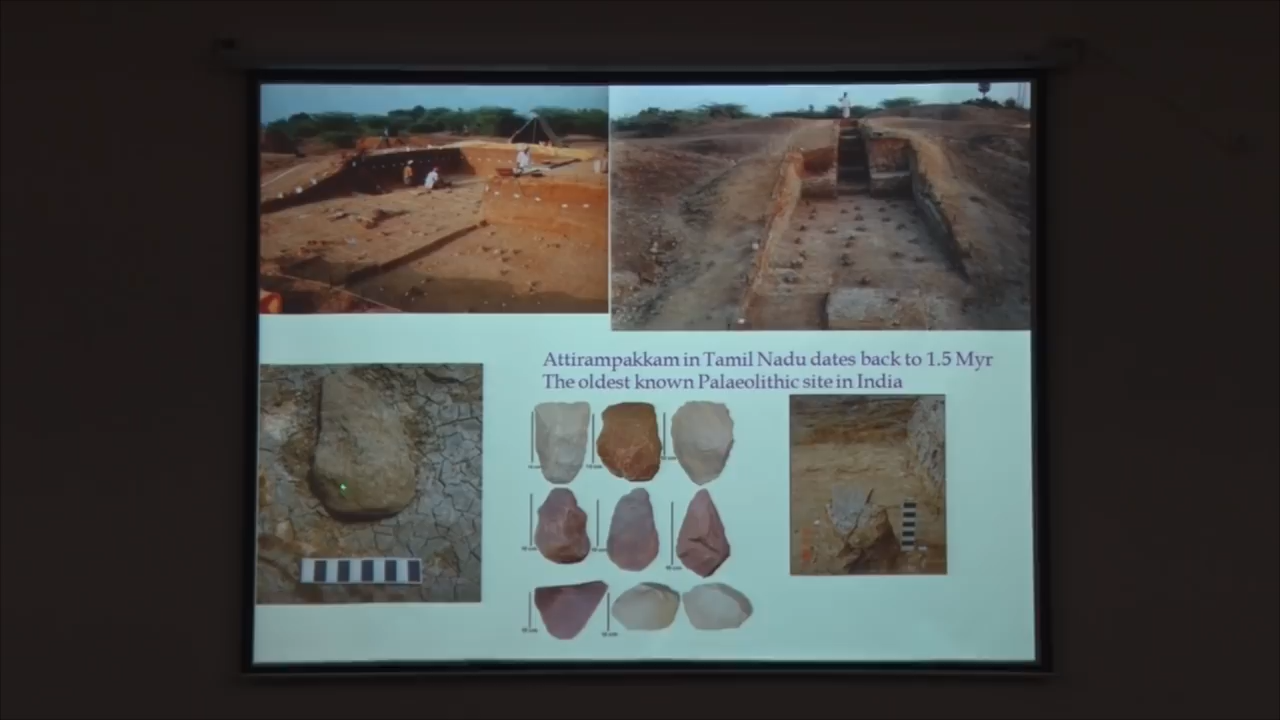 Attirampakkam in Tamil Nadu dates back to 1.5 Myr
The oldest known Palaeolithic site in India